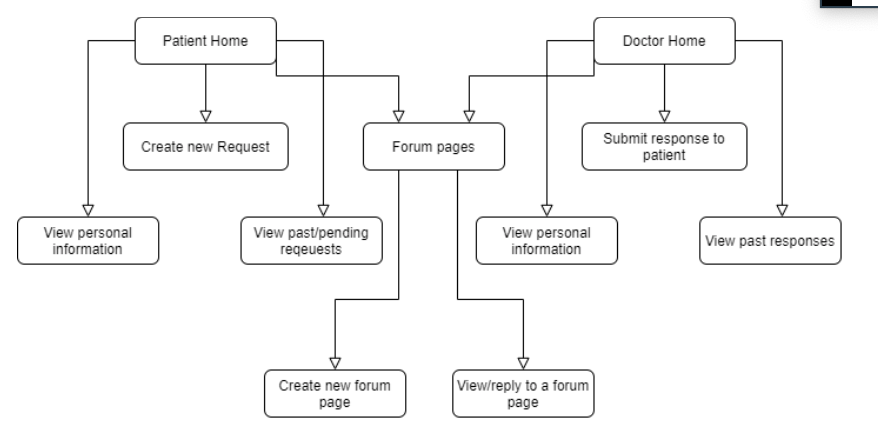 Patient Home
Doctor Home
Create new Request
Forum pages
Submit response to
patient
View personal
information
View past/pending
reqeuests
View personal
information
View past responses
Create new forum
page
View/reply to a forum
page